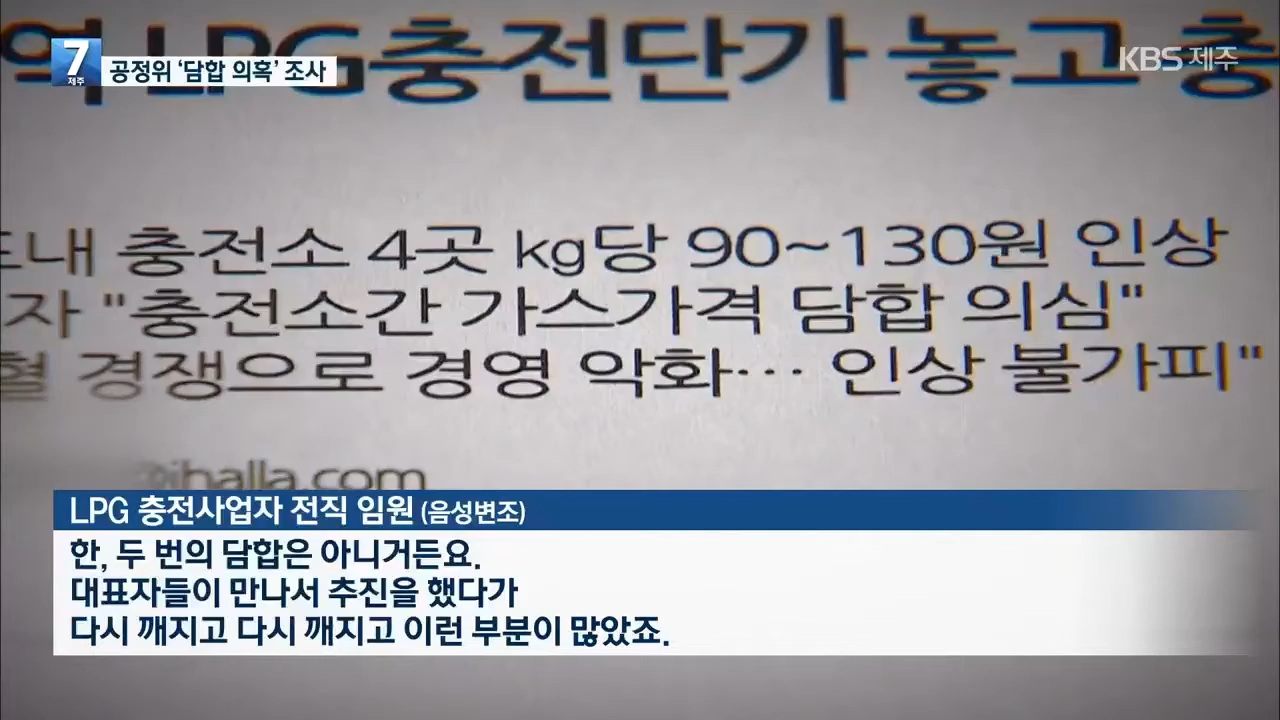 역 LPG충전단가 놓고 총
7
제주
공정위 ‘담합 의혹’ 조사
KBS 제주
도내 충전소 4곳 kg당 90~130원 인상
자 "충전소간 가스가격 담합 의심"
혈 경쟁으로 경영 악화… 인상 불가피"
ihalla.com
LPG 충전사업자 전직 임원 (음성변조)
한, 두 번의 담합은 아니거든요.
대표자들이 만나서 추진을 했다가
다시 깨지고 다시 깨지고 이런 부분이 많았죠.